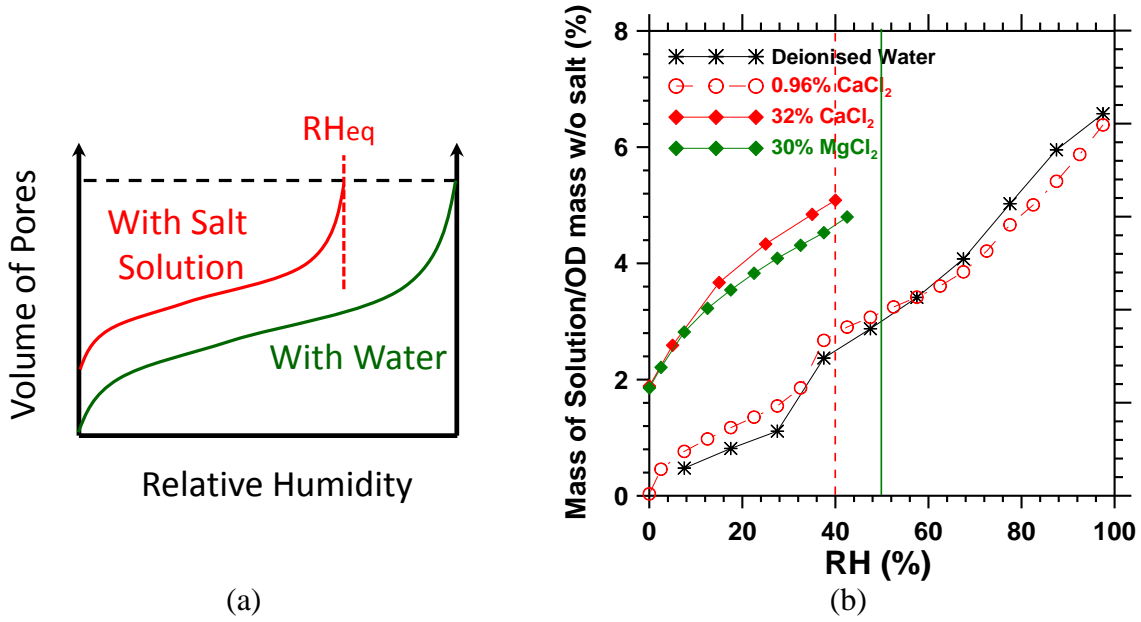 RHeq
With Salt
Solution
With Water
Volume of Pores
Relative Humidity
(a)
Mass of Solution/OD mass w/o salt (%)
8
6
4
2
0
Deionised Water
0.96% CaCl2
32% CaCl2
30% MgCl2
0 20 40 60 80 100
RH (%)
(b)